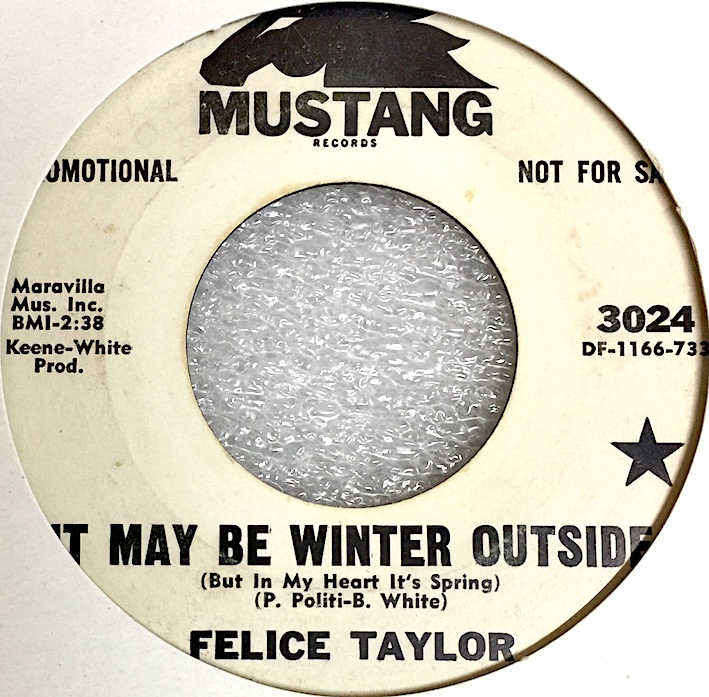 MUSTANG
RECORDS
OMOTIONAL
NOT FOR SA
Maravilla
Mus. Inc.
BMI-2:38
Keene-White
Prod.
3024
DF-1166-733
IT MAY BE WINTER OUTSIDE
(But In My Heart It's Spring)
(P. Politi-B. White)
FELICE TAYLOR